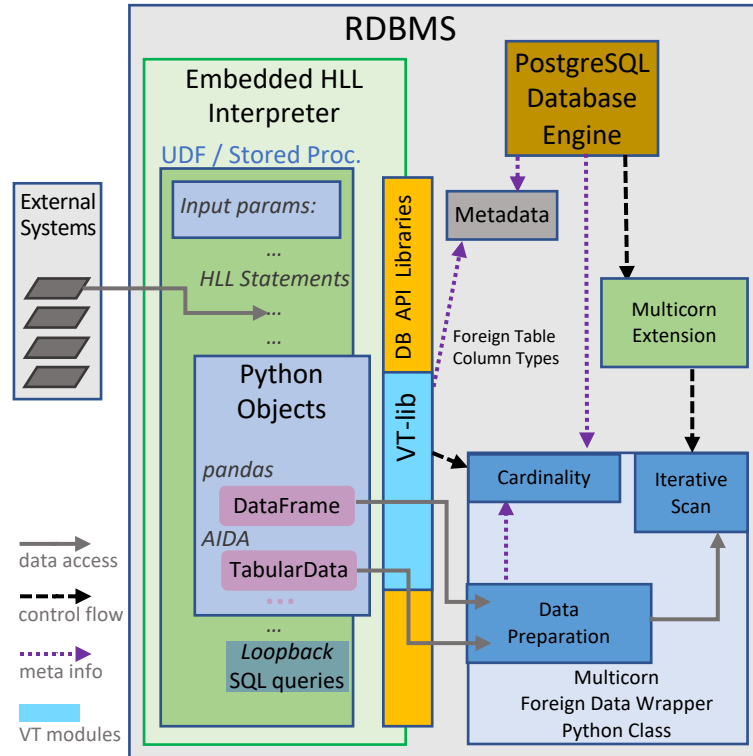 RDBMS
Embedded HLL
Interpreter
UDF / Stored Proc.
PostgreSQL
Database
Engine
External
Systems
Input params:
...
HLL Statements
...
...
DB API Libraries
Metadata
Foreign Table
Column Types
Multicorn
Extension
Python
Objects
VT-lib
pandas
DataFrame
AIDA
TabularData
...
...
Loopback
SQL queries
Cardinality
Iterative
Scan
Data
Preparation
Multicorn
Foreign Data Wrapper
Python Class
data access
control flow
meta info
VT modules